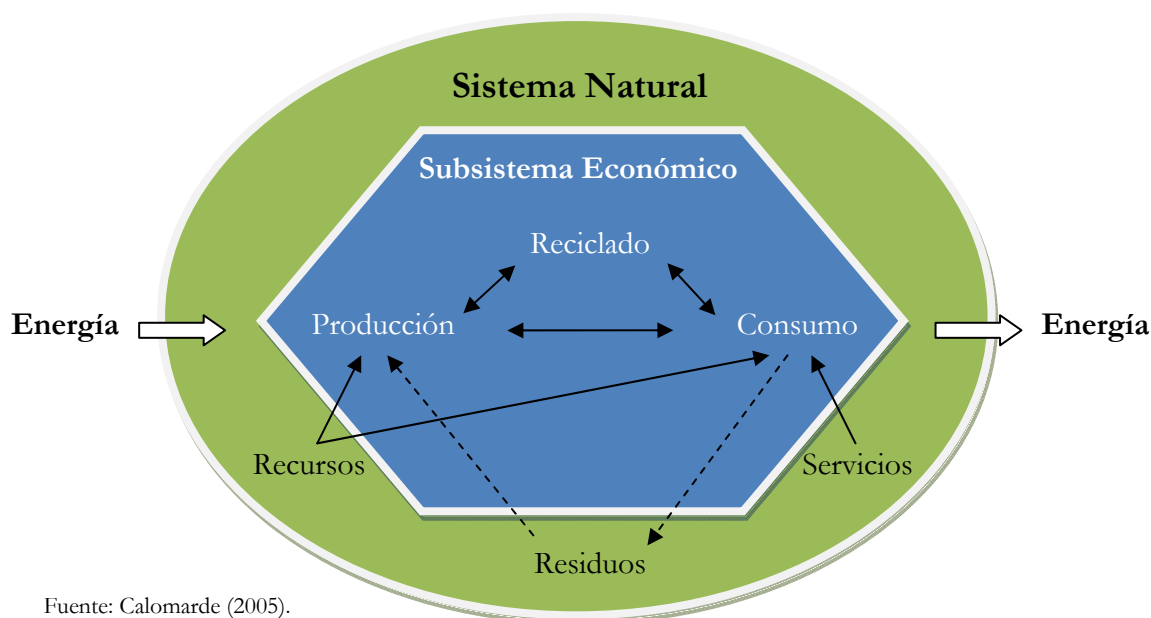 Sistema Natural
Subsistema Económico
Reciclado
Energía
Producción
Consumo
Energía
Recursos
Servicios
Residuos
Fuente: Calomarde (2005).